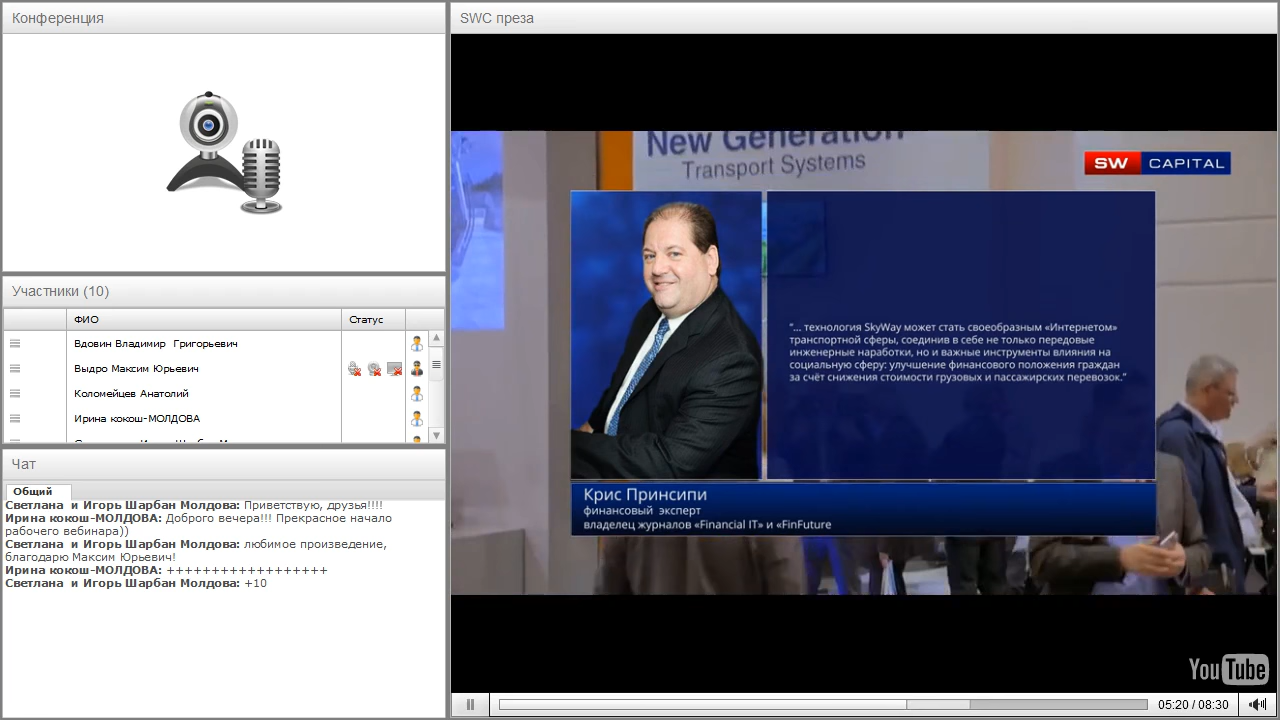 Конференция
SWC преза
New Generation
Transport Systems
SW CAPITAL
"... технология SkyWay может стать своеобразным «Интернетом»
транспортной сферы, соединив в себе не только передовые
инженерные наработки, но и важные инструменты влияния на
социальную сферу: улучшение финансового положения граждан
за счёт снижения стоимости грузовых и пассажирских перевозок."
Крис Принсипи
финансовый эксперт
владелец журналов «Financial IT» и «FinFuture
Участники (10)
ФИО Статус
Вдовин Владимир Григорьевич
Выдро Максим Юрьевич
Коломейцев Анатолий
Ирина кокош-МОЛДОВА
Чат
Общий
Светлана и Игорь Шарбан Молдова: Приветствую, друзья!!!!
Ирина кокош-МОЛДОВА: Доброго вечера!!! Прекрасное начало
рабочего вебинара))
Светлана и Игорь Шарбан Молдова: любимое произведение,
благодарю Максим Юрьевич!
Ирина кокош-МОЛДОВА: ++++++++++++++++++
Светлана и Игорь Шарбан Молдова: +10
YouTube
05:20 / 08:30